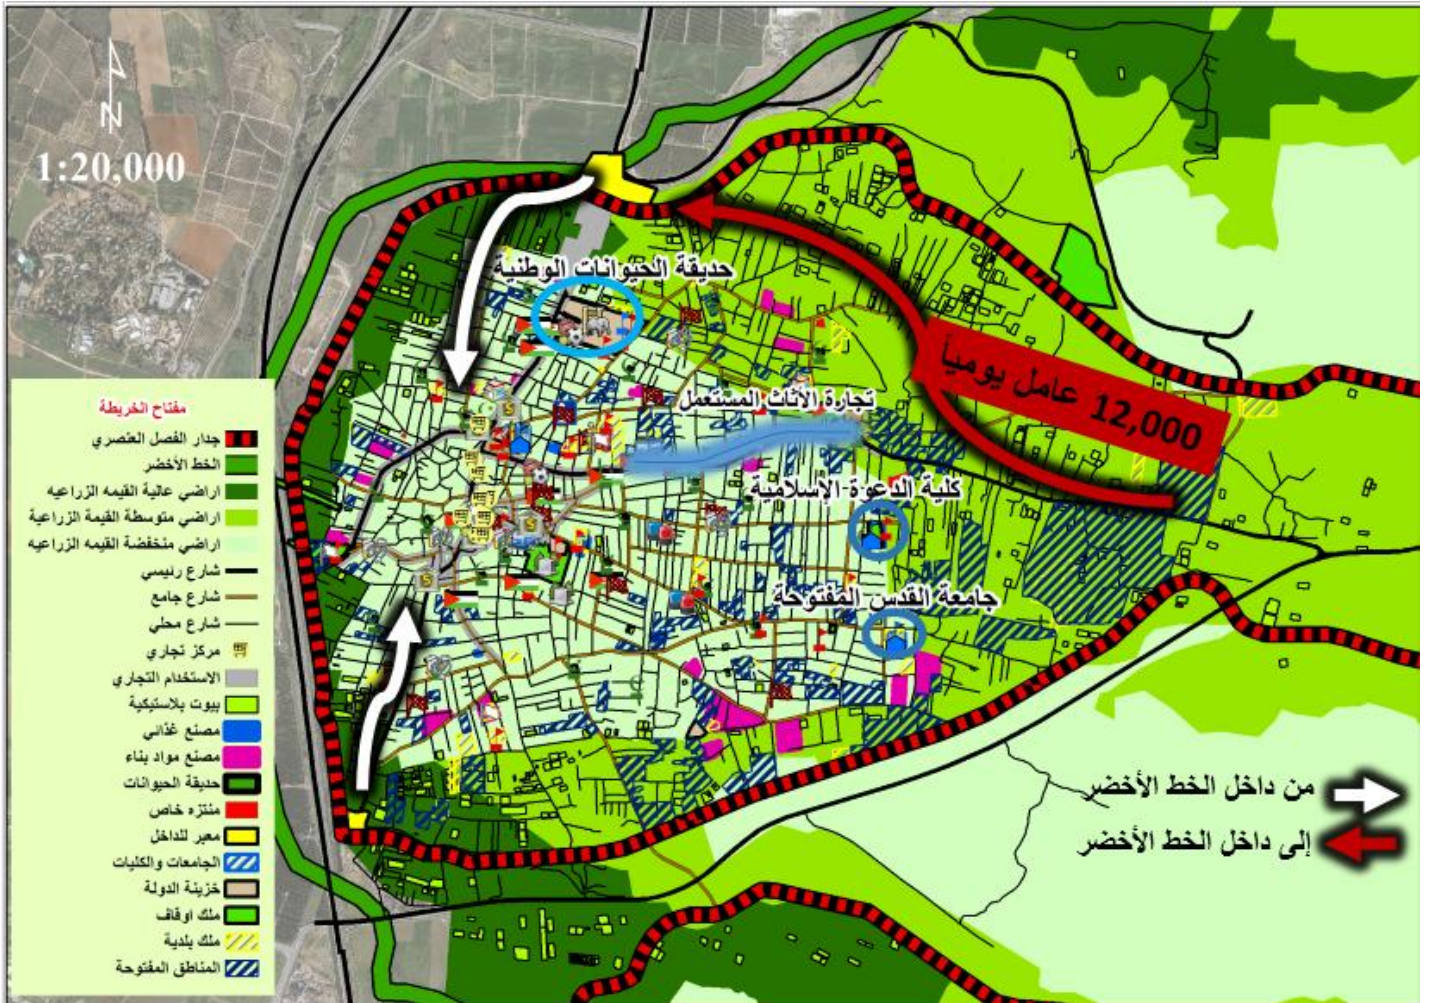 N
1:20,000
حديقة الحيوانات الوطنية
12,000 عامل يومياً
تجارة الأثاث المستعمل
كلية الدعوة الإسلامية
جامعة القدس المفتوحة
من داخل الخط الأخضر
إلى داخل الخط الأخضر
مفتاح الخريطة
جدار الفصل العنصري
الخط الأخضر
اراضي عالية القيمه الزراعيه
اراضي متوسطة القيمة الزراعية
اراضي منخفضة القيمه الزراعيه
شارع رئيسي
شارع جامع
شارع محلي
مركز تجاري
الاستخدام التجاري
بيوت بلاستيكية
مصنع غذائي
مصنع مواد بناء
حديقة الحيوانات
منتزه خاص
معبر للداخل
الجامعات والكليات
خزينة الدولة
ملك اوقاف
ملك بلدية
المناطق المفتوحة